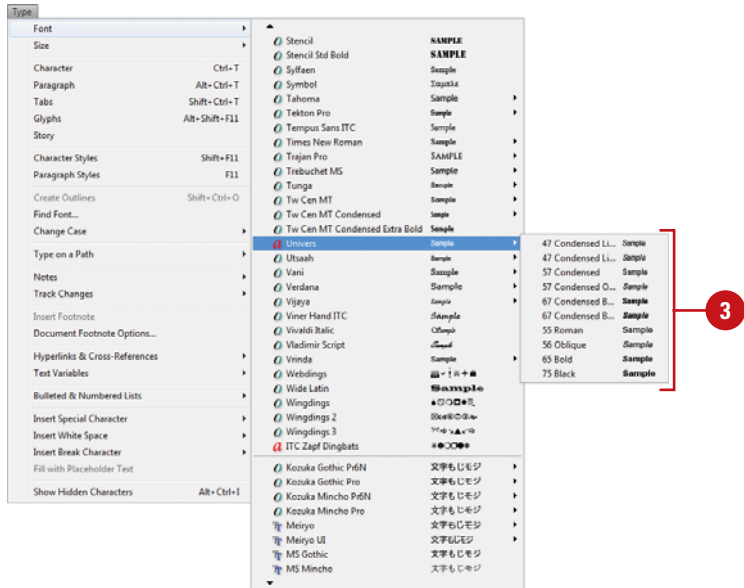 Type
Font
Size
Character Ctrl+T
Paragraph Alt+Ctrl+T
Tabs Shift+Ctrl+T
Glyphs Alt+Shift+F11
Story
Character Styles Shift+F11
Paragraph Styles F11
Create Outlines Shift+Ctrl+O
Find Font...
Change Case
Type on a Path
Notes
Track Changes
Insert Footnote
Document Footnote Options...
Hyperlinks & Cross-References
Text Variables
Bulleted & Numbered Lists
Insert Special Character
Insert White Space
Insert Break Character
Fill with Placeholder Text
Show Hidden Characters Alt+Ctrl+I
Stencil SAMPLE
Stencil Std Bold SAMPLE
Sylfaen Sample
Symbol Σαμπλε
Tahoma Sample
Tekton Pro Sample
Tempus Sans ITC Sample
Times New Roman Sample
Trajan Pro SAMPLE
Trebuchet MS Sample
Tunga Sample
Tw Cen MT Sample
Tw Cen MT Condensed Sample
Tw Cen MT Condensed Extra Bold Sample
Univers Sample
Utsaah Sample
Vani Sample
Verdana Sample
Vijaya Sample
Viner Hand ITC Sample
Vivaldi Italic Sample
Vladimir Script Sample
Vrinda Sample
Webdings
Wide Latin Sample
Wingdings
Wingdings 2
Wingdings 3
ITC Zapf Dingbats
Kozuka Gothic Pr6N 文字もじモジ
Kozuka Gothic Pro 文字もじモジ
Kozuka Mincho Pr6N 文字もじモジ
Kozuka Mincho Pro 文字もじモジ
Meiryo 文字もじモジ
Meiryo UI 文字もじモジ
MS Gothic 文字もじモジ
MS Mincho 文字もじモジ
47 Condensed Li... Sample
47 Condensed Li... Sample
57 Condensed Sample
57 Condensed O... Sample
67 Condensed B... Sample
67 Condensed B... Sample
55 Roman Sample
56 Oblique Sample
65 Bold Sample
75 Black Sample
3